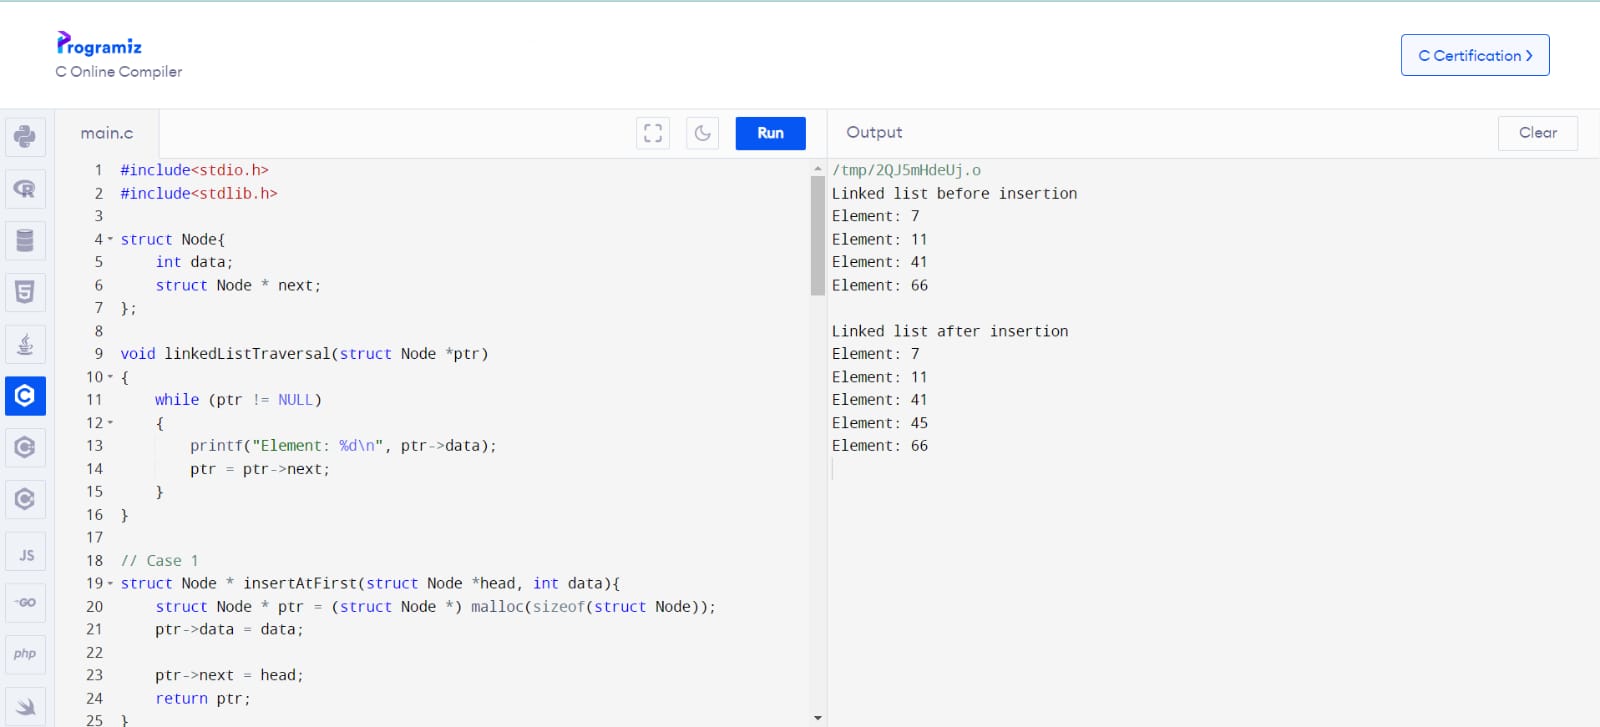 Programiz
C Online Compiler
C Certification
main.c
Run
Output
Clear
1 #include<stdio.h>
2 #include<stdlib.h>
3
4 struct Node{
5     int data;
6     struct Node * next;
7 };
8
9 void linkedListTraversal(struct Node *ptr)
10 {
11     while (ptr != NULL)
12     {
13         printf("Element: %d\n", ptr->data);
14         ptr = ptr->next;
15     }
16 }
17
18 // Case 1
19 struct Node * insertAtFirst(struct Node *head, int data){
20     struct Node * ptr = (struct Node *) malloc(sizeof(struct Node));
21     ptr->data = data;
22
23     ptr->next = head;
24     return ptr;
25 }
/tmp/2QJ5mHdeUj.o
Linked list before insertion
Element: 7
Element: 11
Element: 41
Element: 66
Linked list after insertion
Element: 7
Element: 11
Element: 41
Element: 45
Element: 66
R
5
C
C
C
JS
GO
php